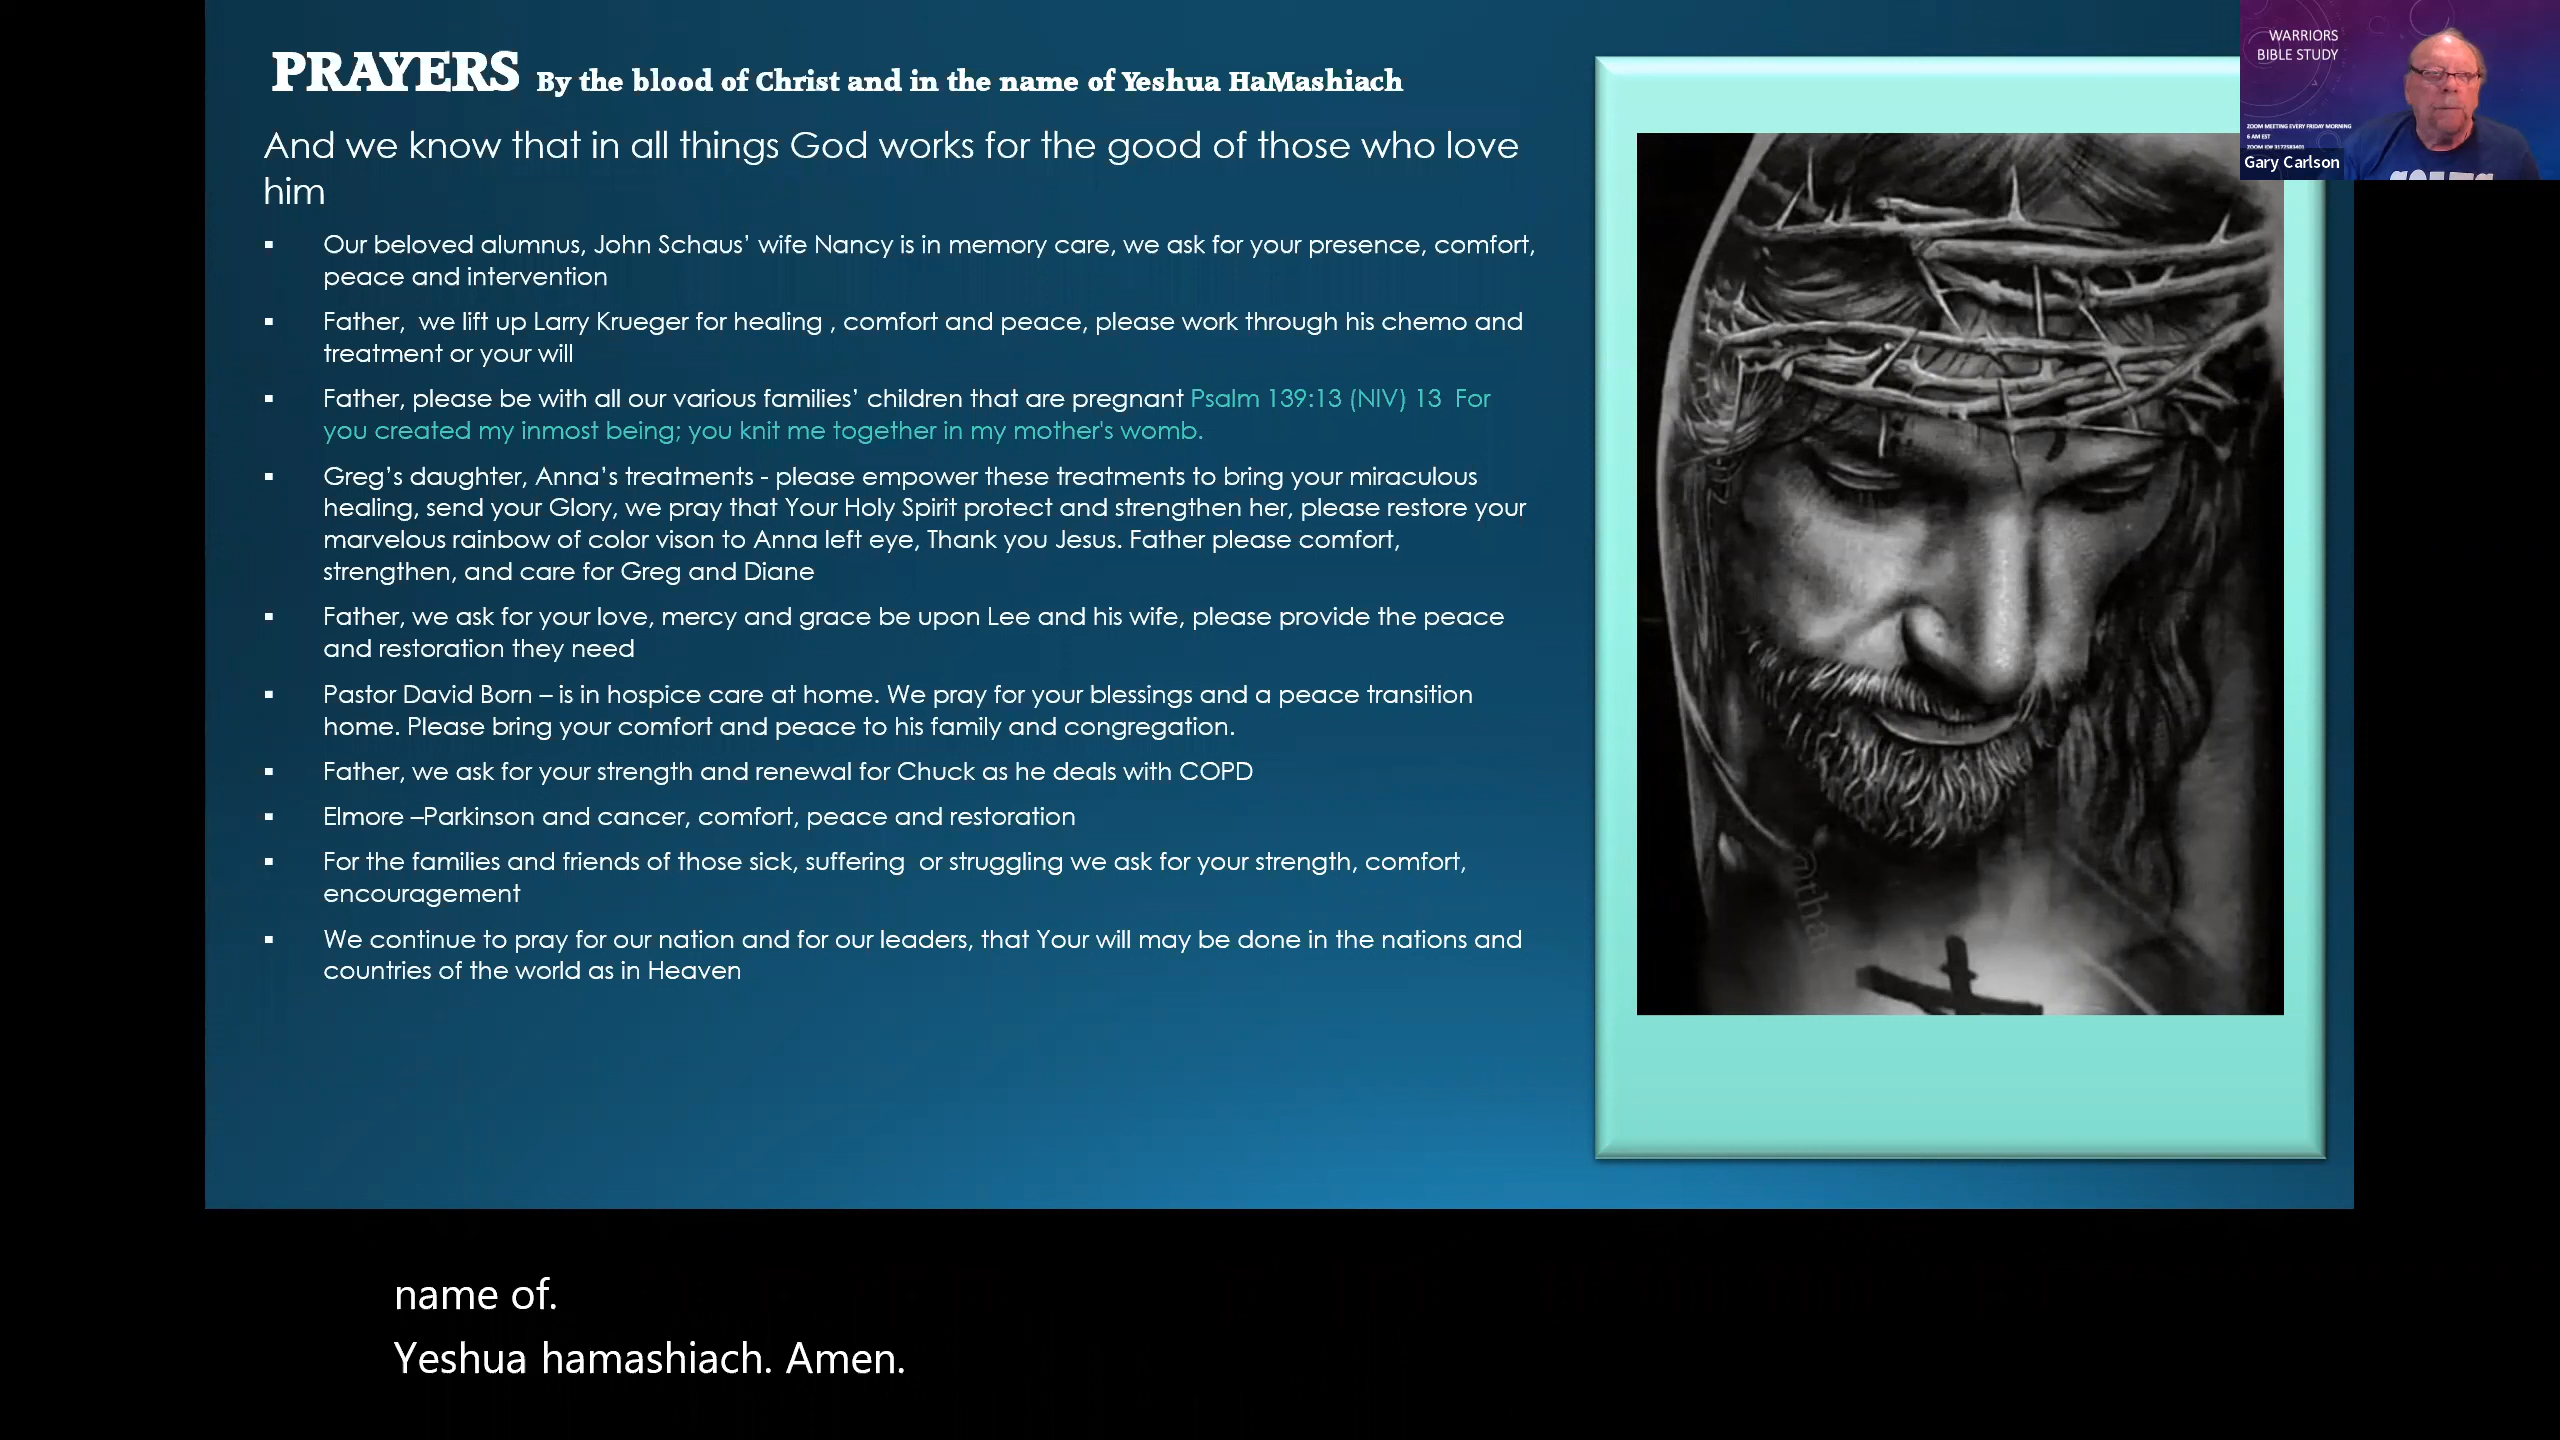 PRAYERS By the blood of Christ and in the name of Yeshua HaMashiach
And we know that in all things God works for the good of those who love
him
▪ Our beloved alumnus, John Schaus’ wife Nancy is in memory care, we ask for your presence, comfort,
peace and intervention
▪ Father,  we lift up Larry Krueger for healing , comfort and peace, please work through his chemo and
treatment or your will
▪ Father, please be with all our various families’ children that are pregnant Psalm 139:13 (NIV) 13  For
you created my inmost being; you knit me together in my mother's womb.
▪ Greg’s daughter, Anna’s treatments - please empower these treatments to bring your miraculous
healing, send your Glory, we pray that Your Holy Spirit protect and strengthen her, please restore your
marvelous rainbow of color vison to Anna left eye, Thank you Jesus. Father please comfort,
strengthen, and care for Greg and Diane
▪ Father, we ask for your love, mercy and grace be upon Lee and his wife, please provide the peace
and restoration they need
▪ Pastor David Born – is in hospice care at home. We pray for your blessings and a peace transition
home. Please bring your comfort and peace to his family and congregation.
▪ Father, we ask for your strength and renewal for Chuck as he deals with COPD
▪ Elmore –Parkinson and cancer, comfort, peace and restoration
▪ For the families and friends of those sick, suffering  or struggling we ask for your strength, comfort,
encouragement
▪ We continue to pray for our nation and for our leaders, that Your will may be done in the nations and
countries of the world as in Heaven
WARRIORS
BIBLE STUDY
ZOOM MEETING EVERY FRIDAY MORNING
6 AM EST
Gary Carlson
name of.
Yeshua hamashiach. Amen.